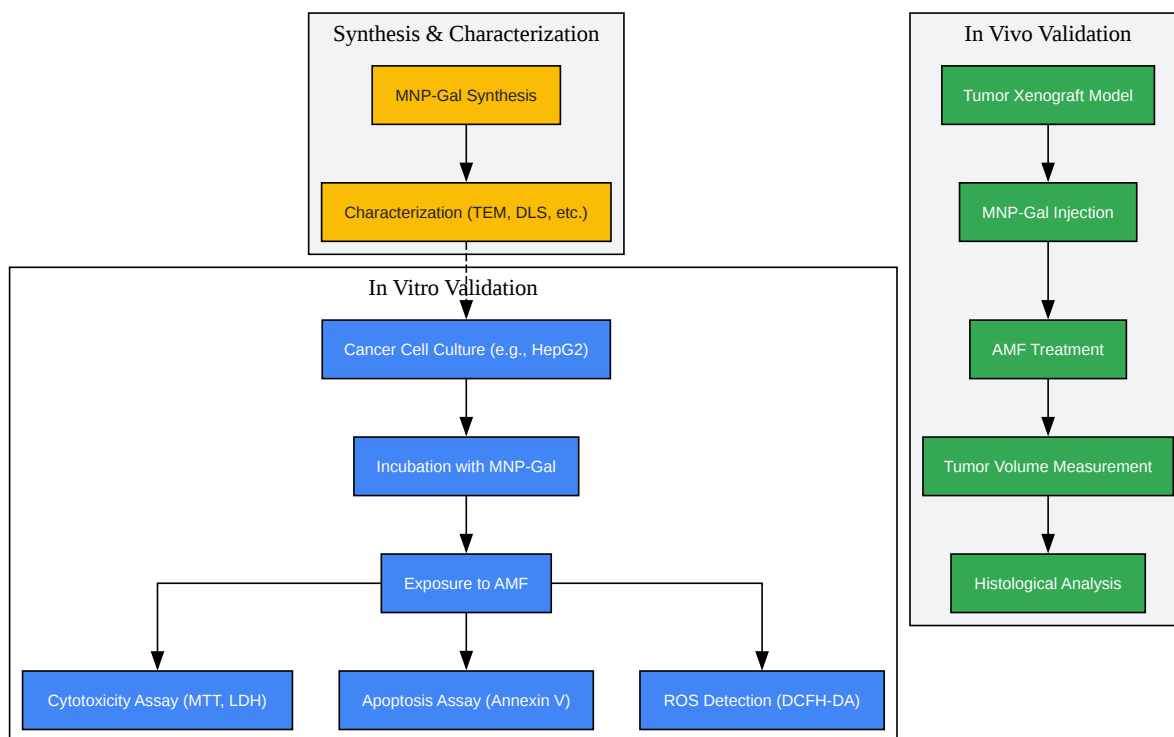 Synthesis & Characterization
MNP-Gal Synthesis
Characterization (TEM, DLS, etc.)
In Vitro Validation
Cancer Cell Culture (e.g., HepG2)
Incubation with MNP-Gal
Exposure to AMF
Cytotoxicity Assay (MTT, LDH)
Apoptosis Assay (Annexin V)
ROS Detection (DCFH-DA)
In Vivo Validation
Tumor Xenograft Model
MNP-Gal Injection
AMF Treatment
Tumor Volume Measurement
Histological Analysis